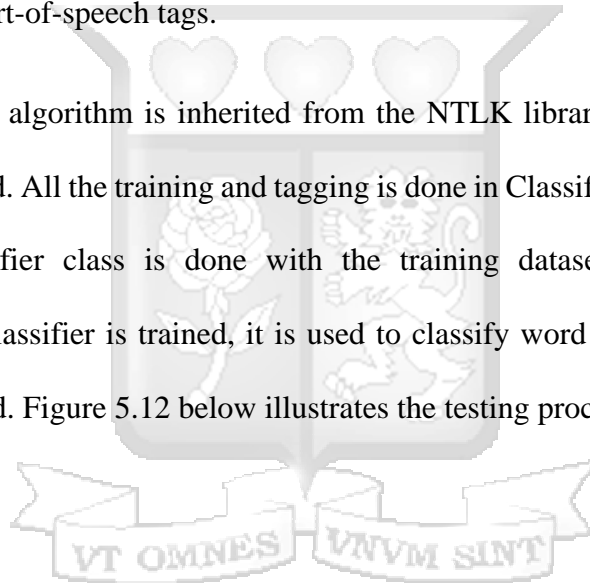 rt-of-speech tags.
algorithm is inherited from the NTLK librar
d. All the training and tagging is done in Classif
fier class is done with the training datase
lassifier is trained, it is used to classify word
d. Figure 5.12 below illustrates the testing proc
VT OMNES VNVM SINT